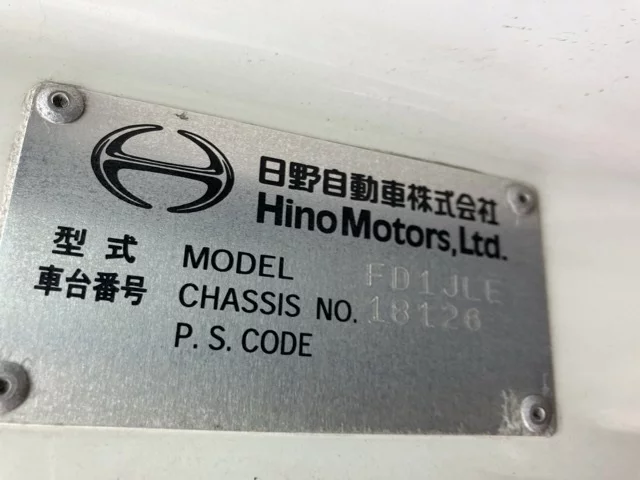 日野自動車株式会社
Hino Motors, Ltd.
型式 MODEL FD1JLE
車台番号 CHASSIS NO. 18126
P.S.CODE